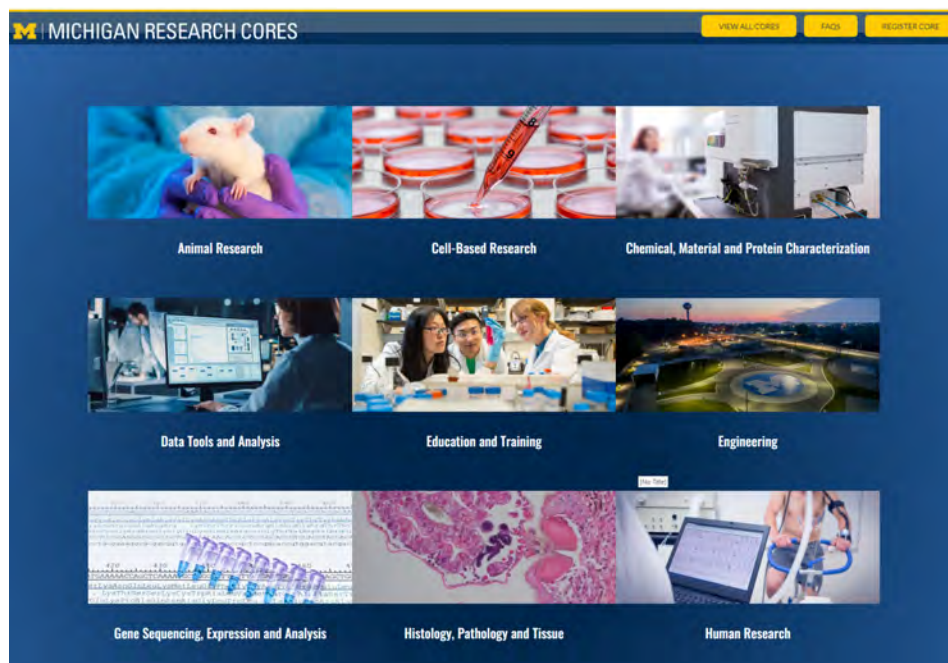 M | MICHIGAN RESEARCH CORES
VIEW ALL CORES
FAQS
REGISTER CORE
Animal Research
Cell-Based Research
Chemical, Material and Protein Characterization
Data Tools and Analysis
Education and Training
Engineering
[No Title]
Gene Sequencing, Expression and Analysis
Histology, Pathology and Tissue
Human Research